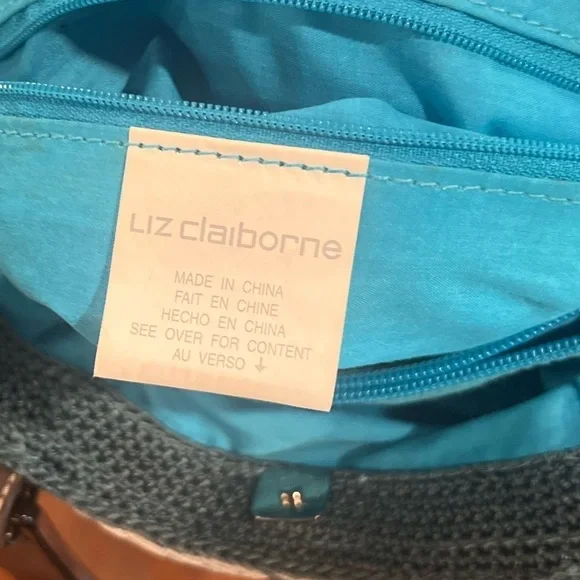 LIZ claiborne
MADE IN CHINA
FAIT EN CHINE
HECHO EN CHINA
SEE OVER FOR CONTENT
AU VERSO ↓